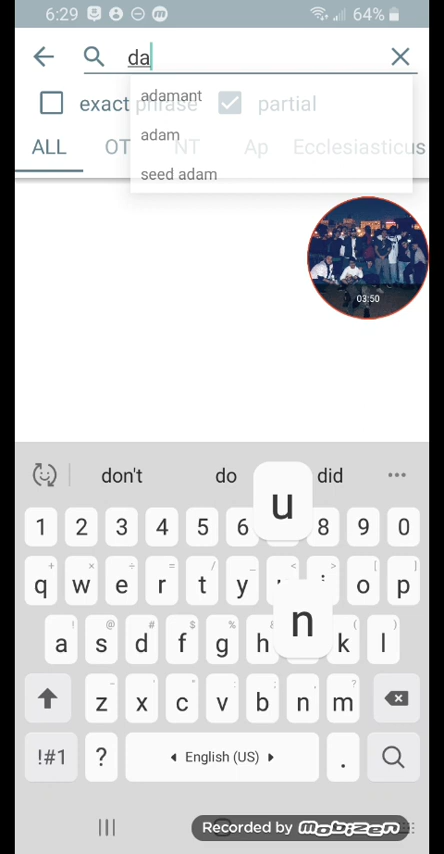 6:29 64%
da
exact phrase partial
adamant
adam
seed adam
ALL OT NT Ap Ecclesiasticus
03:50
don't do did
u
1 2 3 4 5 6 8 9 0
+ × ÷ = / _ < > [ ]
q w e r t y o p
n
! @ # $ % & ( )
a s d f g h k l
- ' " : ; , ?
z x c v b n m
!#1 ? English (US) .
Recorded by mobizen